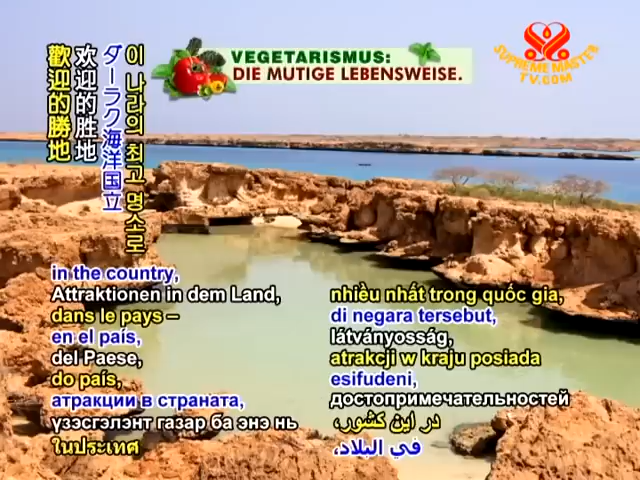 歡迎的勝地
欢迎的胜地
ダーラク海洋国立
이 나라의 최고 명소로
VEGETARISMUS:
DIE MUTIGE LEBENSWEISE.
SUPREME MASTER
TV.COM
in the country,
Attraktionen in dem Land,
dans le pays –
en el país,
del Paese,
do país,
атракции в страната,
үзэсгэлэнт газар ба энэ нь
ในประเทศ
nhiều nhất trong quốc gia,
di negara tersebut,
látványosság,
atrakcji w kraju posiada
esifudeni,
достопримечательностей
در این کشور،
في البلاد،